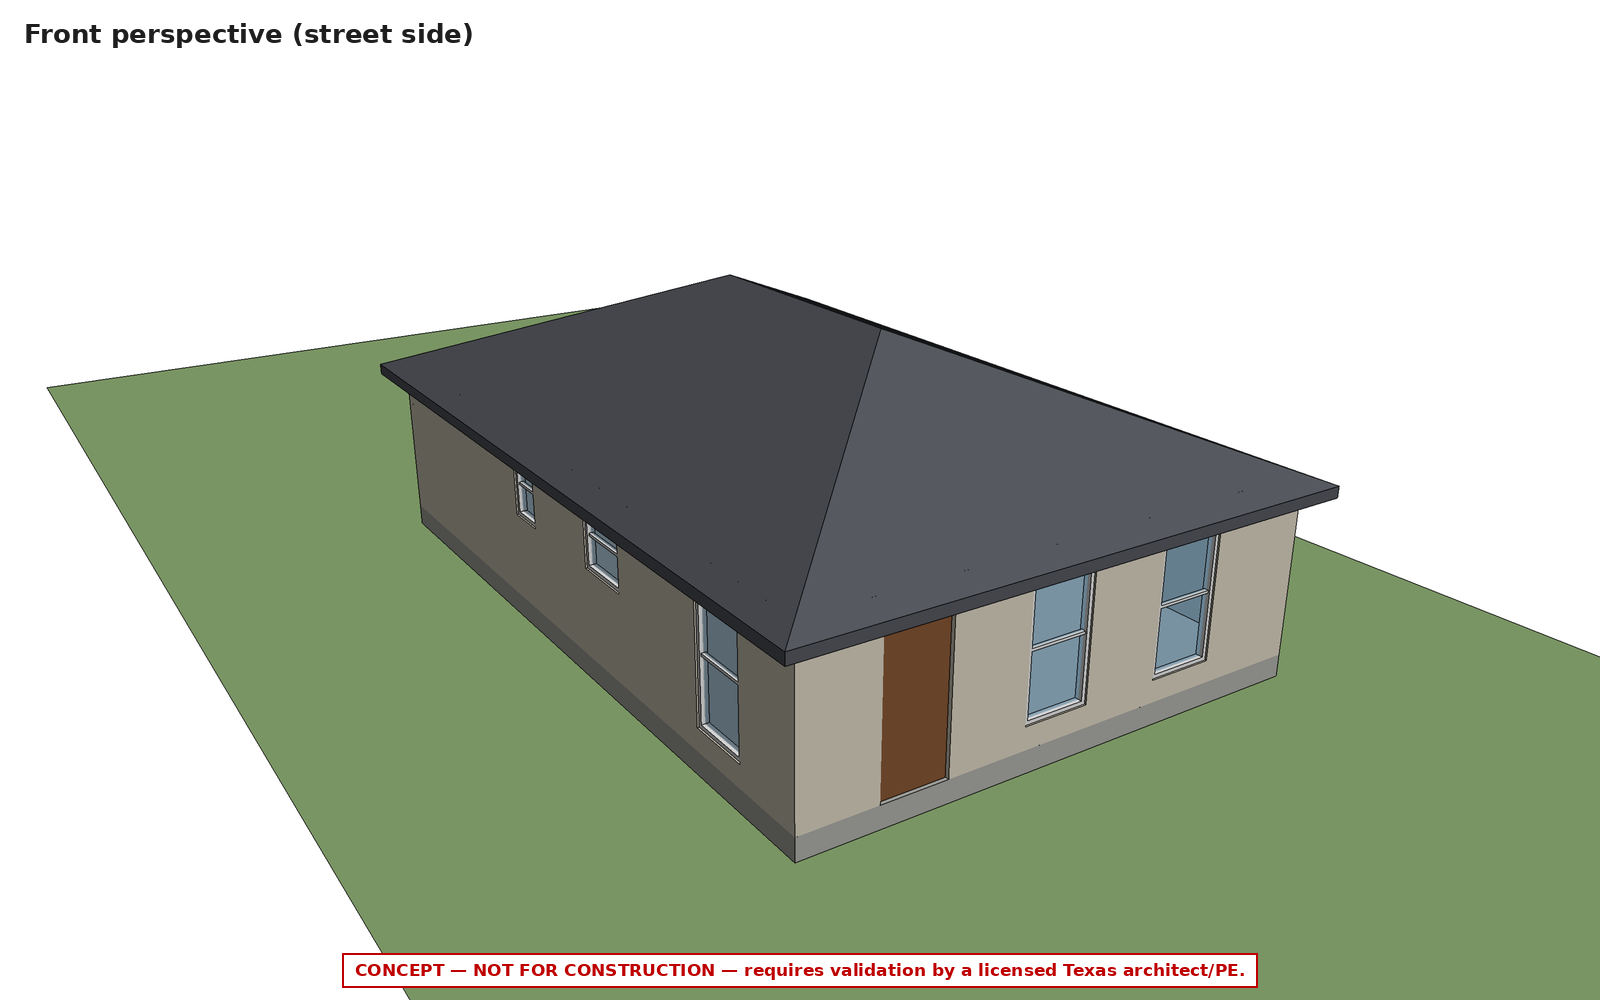 Front perspective (street side)
CONCEPT — NOT FOR CONSTRUCTION — requires validation by a licensed Texas architect/PE.